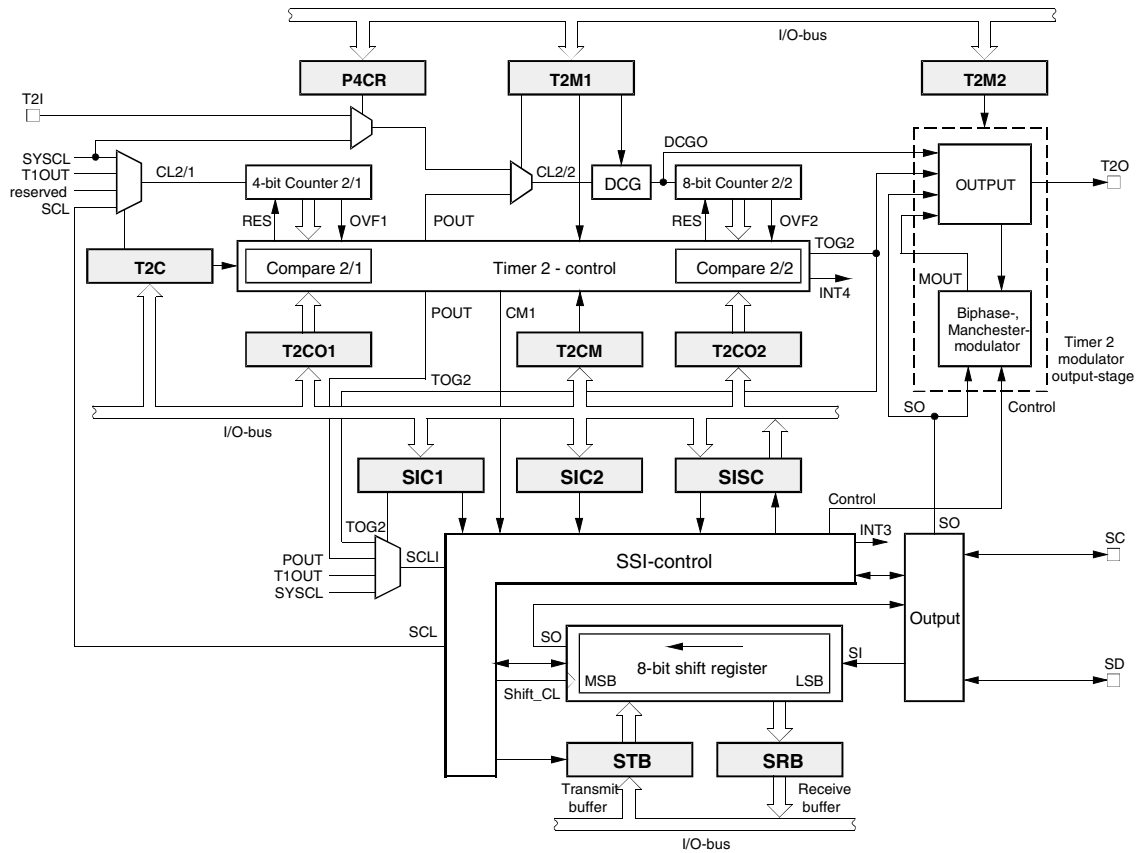 I/O-bus
P4CR
T2M1
T2M2
T2I
DCGO
SYSCL
T1OUT
reserved
SCL
CL2/1
4-bit Counter 2/1
CL2/2
DCG
8-bit Counter 2/2
OUTPUT
T2O
RES
OVF1
POUT
RES
OVF2
TOG2
T2C
Compare 2/1
Timer 2 - control
Compare 2/2
INT4
MOUT
Biphase-,
Manchester-
modulator
Timer 2
modulator
output-stage
POUT
CM1
T2CO1
T2CM
T2CO2
TOG2
SO
Control
I/O-bus
SIC1
SIC2
SISC
Control
TOG2
INT3
SO
POUT
T1OUT
SYSCL
SCLI
SSI-control
SC
Output
SCL
SO
SI
8-bit shift register
MSB
LSB
SD
Shift_CL
STB
SRB
Transmit
buffer
Receive
buffer
I/O-bus